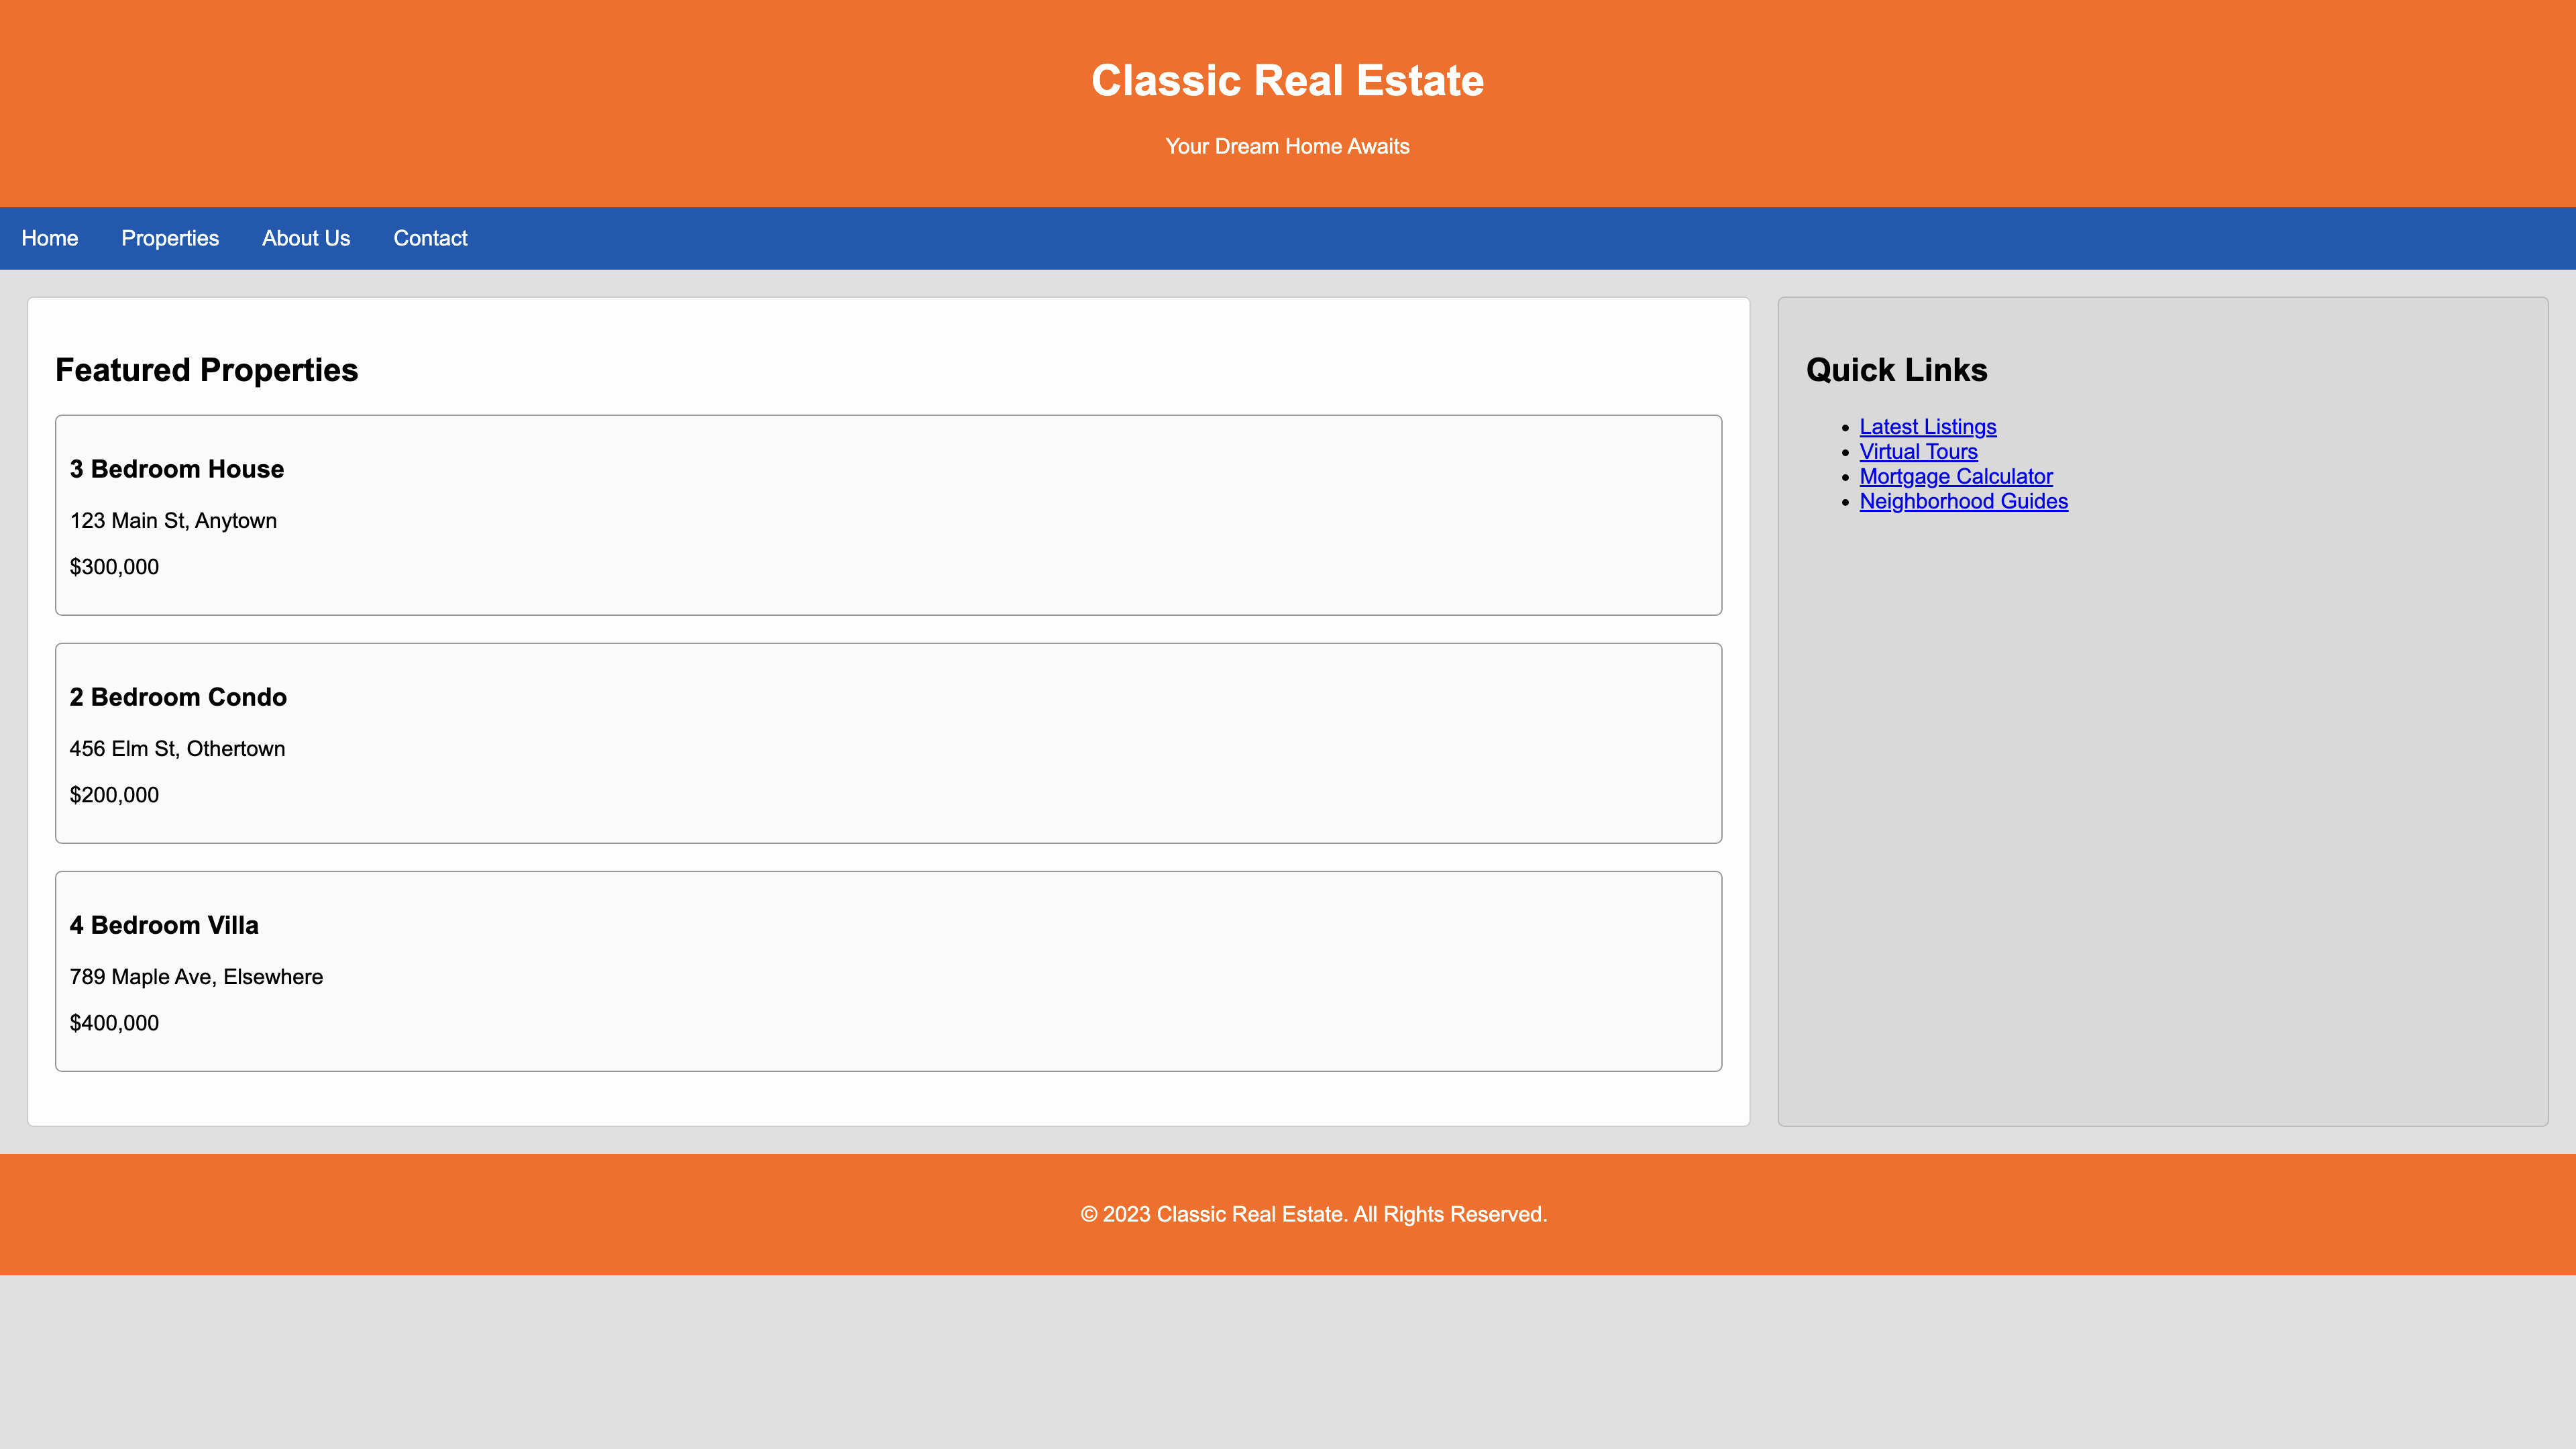 Classic Real Estate
Your Dream Home Awaits
Home Properties About Us Contact
Featured Properties
3 Bedroom House
123 Main St, Anytown
$300,000
2 Bedroom Condo
456 Elm St, Othertown
$200,000
4 Bedroom Villa
789 Maple Ave, Elsewhere
$400,000
Quick Links
Latest Listings
Virtual Tours
Mortgage Calculator
Neighborhood Guides
© 2023 Classic Real Estate. All Rights Reserved.